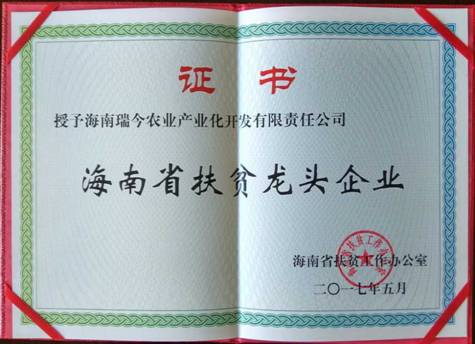 证书
授予海南瑞今农业产业化开发有限责任公司
海南省扶贫龙头企业
海南省扶贫工作办公室
二〇一七年五月